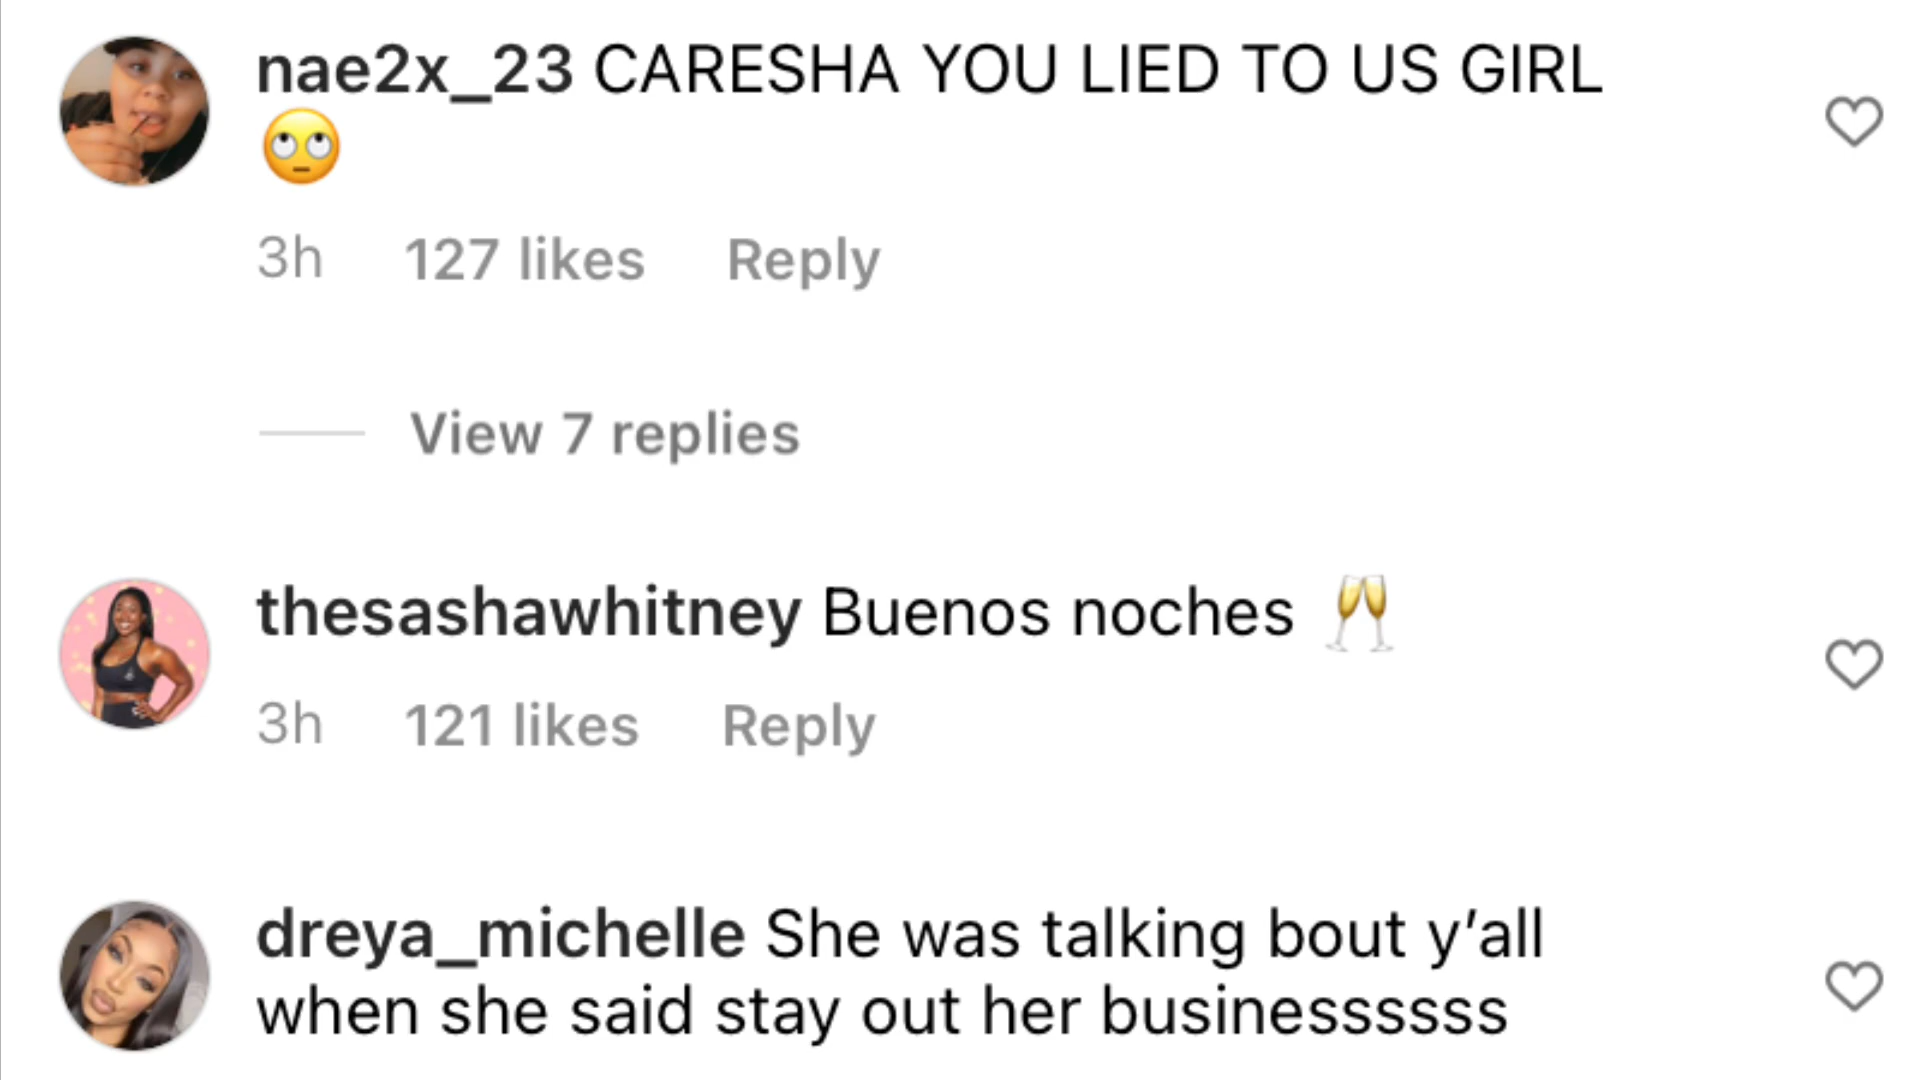 nae2x_23 CARESHA YOU LIED TO US GIRL
🙄
3h 127 likes Reply
View 7 replies
thesashawhitney Buenos noches 🥂
3h 121 likes Reply
dreya_michelle She was talking bout y'all
when she said stay out her businessssss